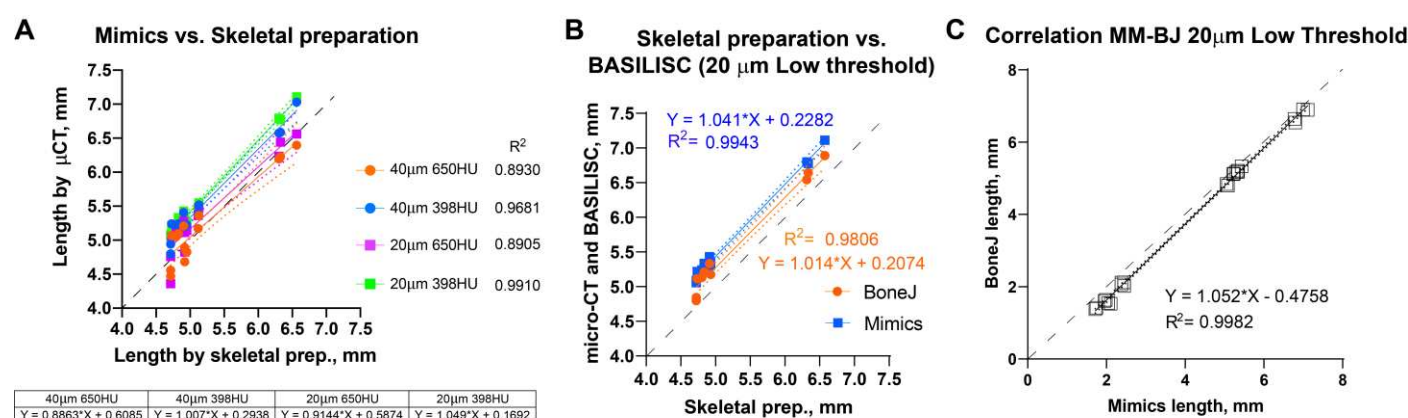 A
Mimics vs. Skeletal preparation
Length by μCT, mm
7.5
7.0
6.5
6.0
5.5
5.0
4.5
4.0
4.0 4.5 5.0 5.5 6.0 6.5 7.0 7.5
Length by skeletal prep., mm
R²
40μm 650HU 0.8930
40μm 398HU 0.9681
20μm 650HU 0.8905
20μm 398HU 0.9910
40μm 650HU 40μm 398HU 20μm 650HU 20μm 398HU
Y = 0.8863*X + 0.6085 Y = 1.007*X + 0.2938 Y = 0.9144*X + 0.5874 Y = 1.049*X + 0.1692
B
Skeletal preparation vs.
BASILISC (20 μm Low threshold)
micro-CT and BASILISC, mm
7.5
7.0
6.5
6.0
5.5
5.0
4.5
4.0
Y = 1.041*X + 0.2282
R²= 0.9943
R²= 0.9806
Y = 1.014*X + 0.2074
BoneJ
Mimics
4.0 4.5 5.0 5.5 6.0 6.5 7.0 7.5
Skeletal prep., mm
C
Correlation MM-BJ 20μm Low Threshold
BoneJ length, mm
8
6
4
2
0
Y = 1.052*X - 0.4758
R²= 0.9982
0 2 4 6 8
Mimics length, mm